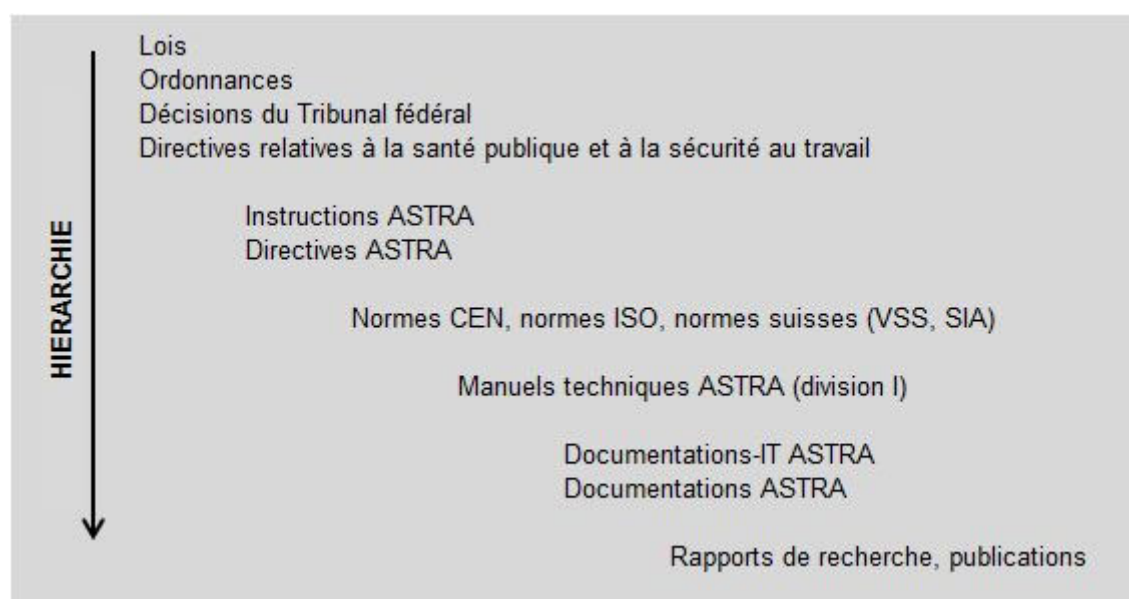 Lois
Ordonnances
Décisions du Tribunal fédéral
Directives relatives à la santé publique et à la sécurité au travail
HIERARCHIE
Instructions ASTRA
Directives ASTRA
Normes CEN, normes ISO, normes suisses (VSS, SIA)
Manuels techniques ASTRA (division I)
Documentations-IT ASTRA
Documentations ASTRA
Rapports de recherche, publications